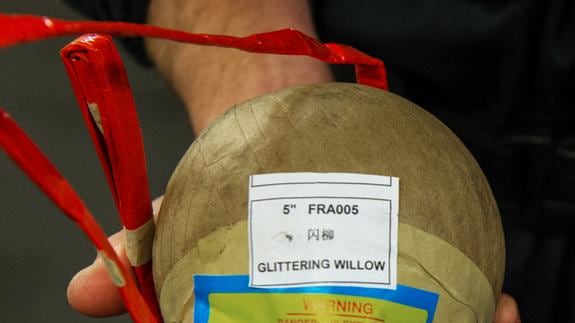 5" FRA005
闪柳
GLITTERING WILLOW
WARNING